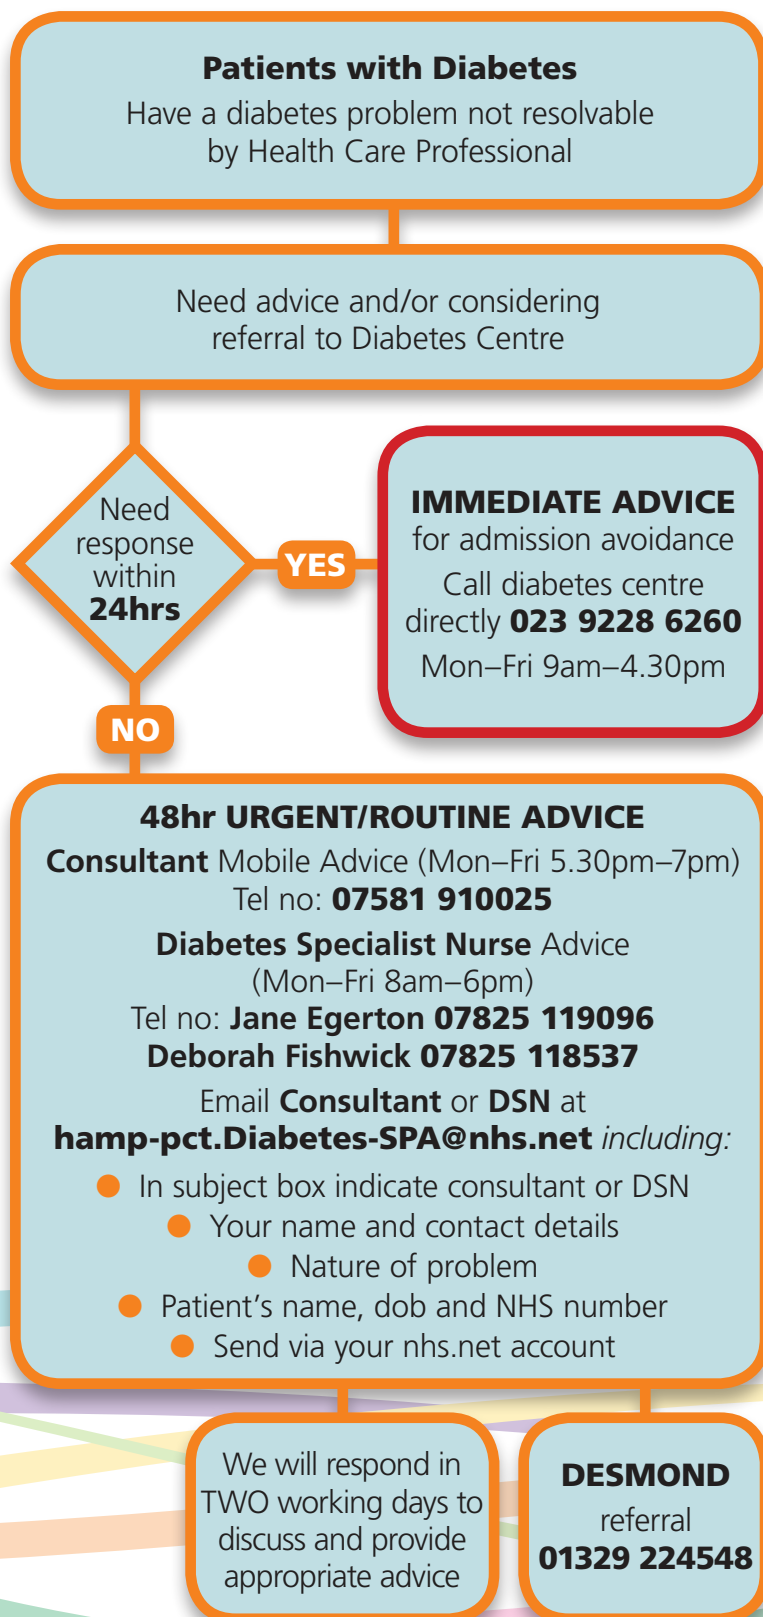 Patients with Diabetes
Have a diabetes problem not resolvable
by Health Care Professional
Need advice and/or considering
referral to Diabetes Centre
Need
response
within
24hrs
YES
IMMEDIATE ADVICE
for admission avoidance
Call diabetes centre
directly 023 9228 6260
Mon–Fri 9am–4.30pm
NO
48hr URGENT/ROUTINE ADVICE
Consultant Mobile Advice (Mon–Fri 5.30pm–7pm)
Tel no: 07581 910025
Diabetes Specialist Nurse Advice
(Mon–Fri 8am–6pm)
Tel no: Jane Egerton 07825 119096
Deborah Fishwick 07825 118537
Email Consultant or DSN at
hamp-pct.Diabetes-SPA@nhs.net including:
● In subject box indicate consultant or DSN
● Your name and contact details
● Nature of problem
● Patient’s name, dob and NHS number
● Send via your nhs.net account
We will respond in
TWO working days to
discuss and provide
appropriate advice
DESMOND
referral
01329 224548